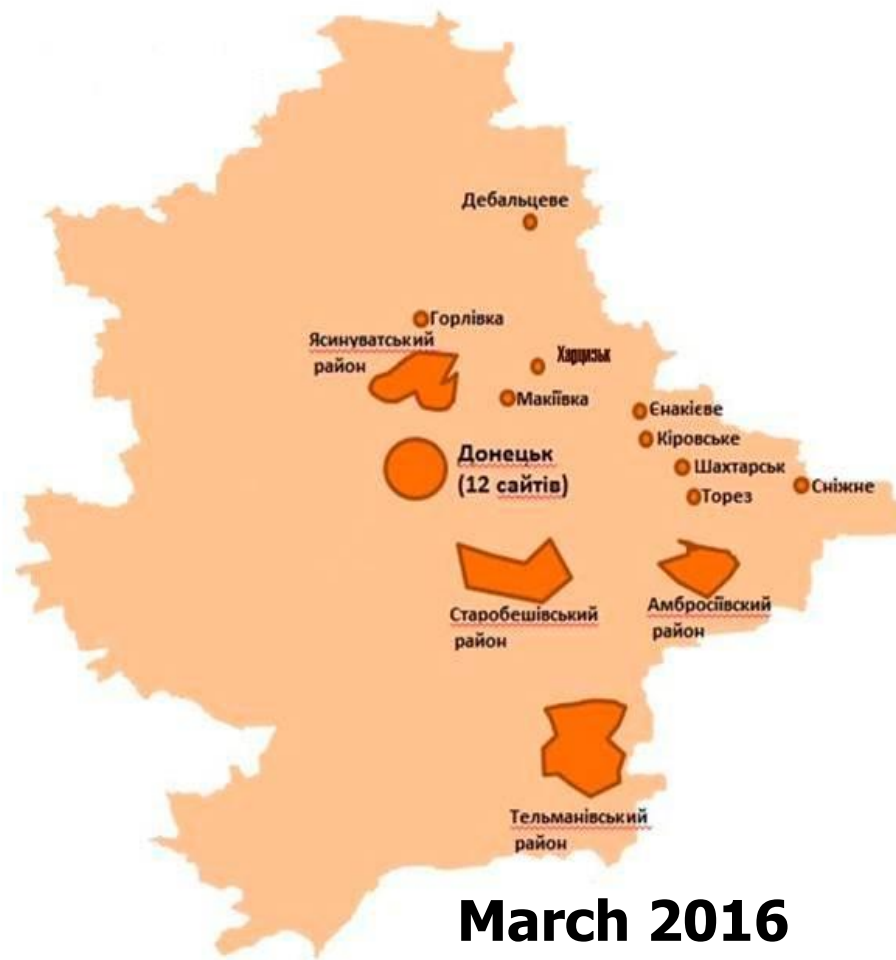 Дебальцеве
Горлівка
Ясинуватський
район
Харцизьк
Макіївка
Єнакієве
Кіровське
Донецьк
(12 сайтів)
Шахтарськ
Сніжне
Торез
Старобешівський
район
Амбросіївский
район
Тельманівський
район
March 2016